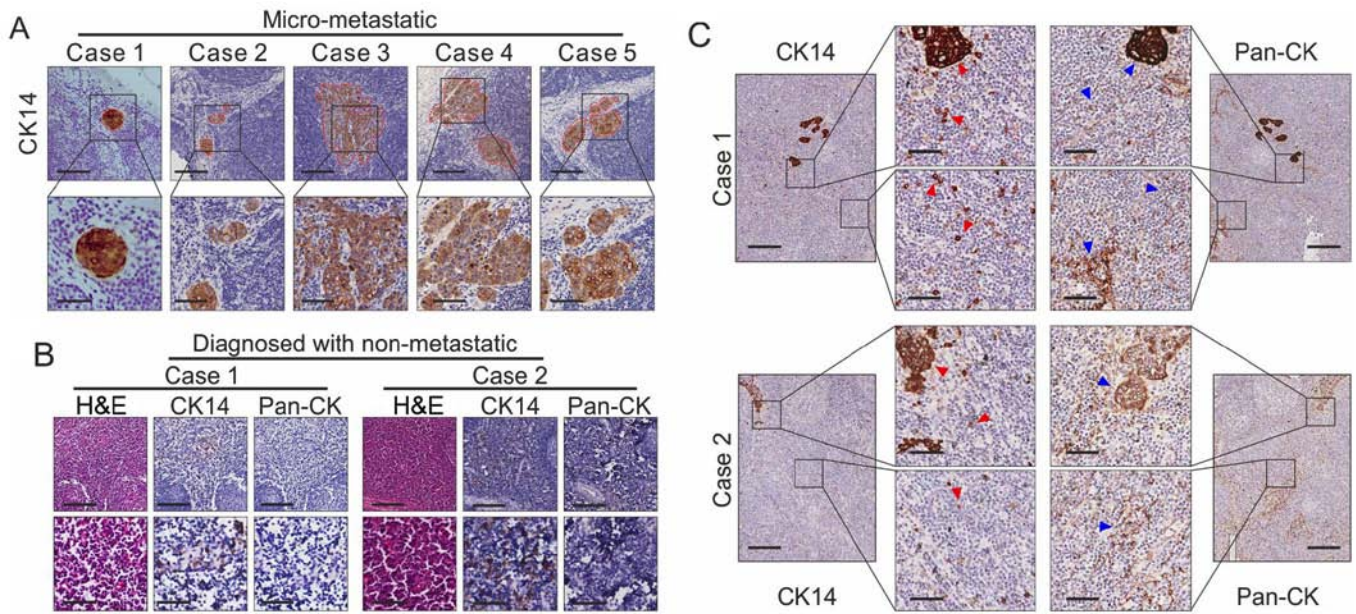 A
Micro-metastatic
Case 1 Case 2 Case 3 Case 4 Case 5
CK14
B
Diagnosed with non-metastatic
Case 1 Case 2
H&E CK14 Pan-CK H&E CK14 Pan-CK
C
CK14 Pan-CK
Case 1
Case 2
CK14 Pan-CK